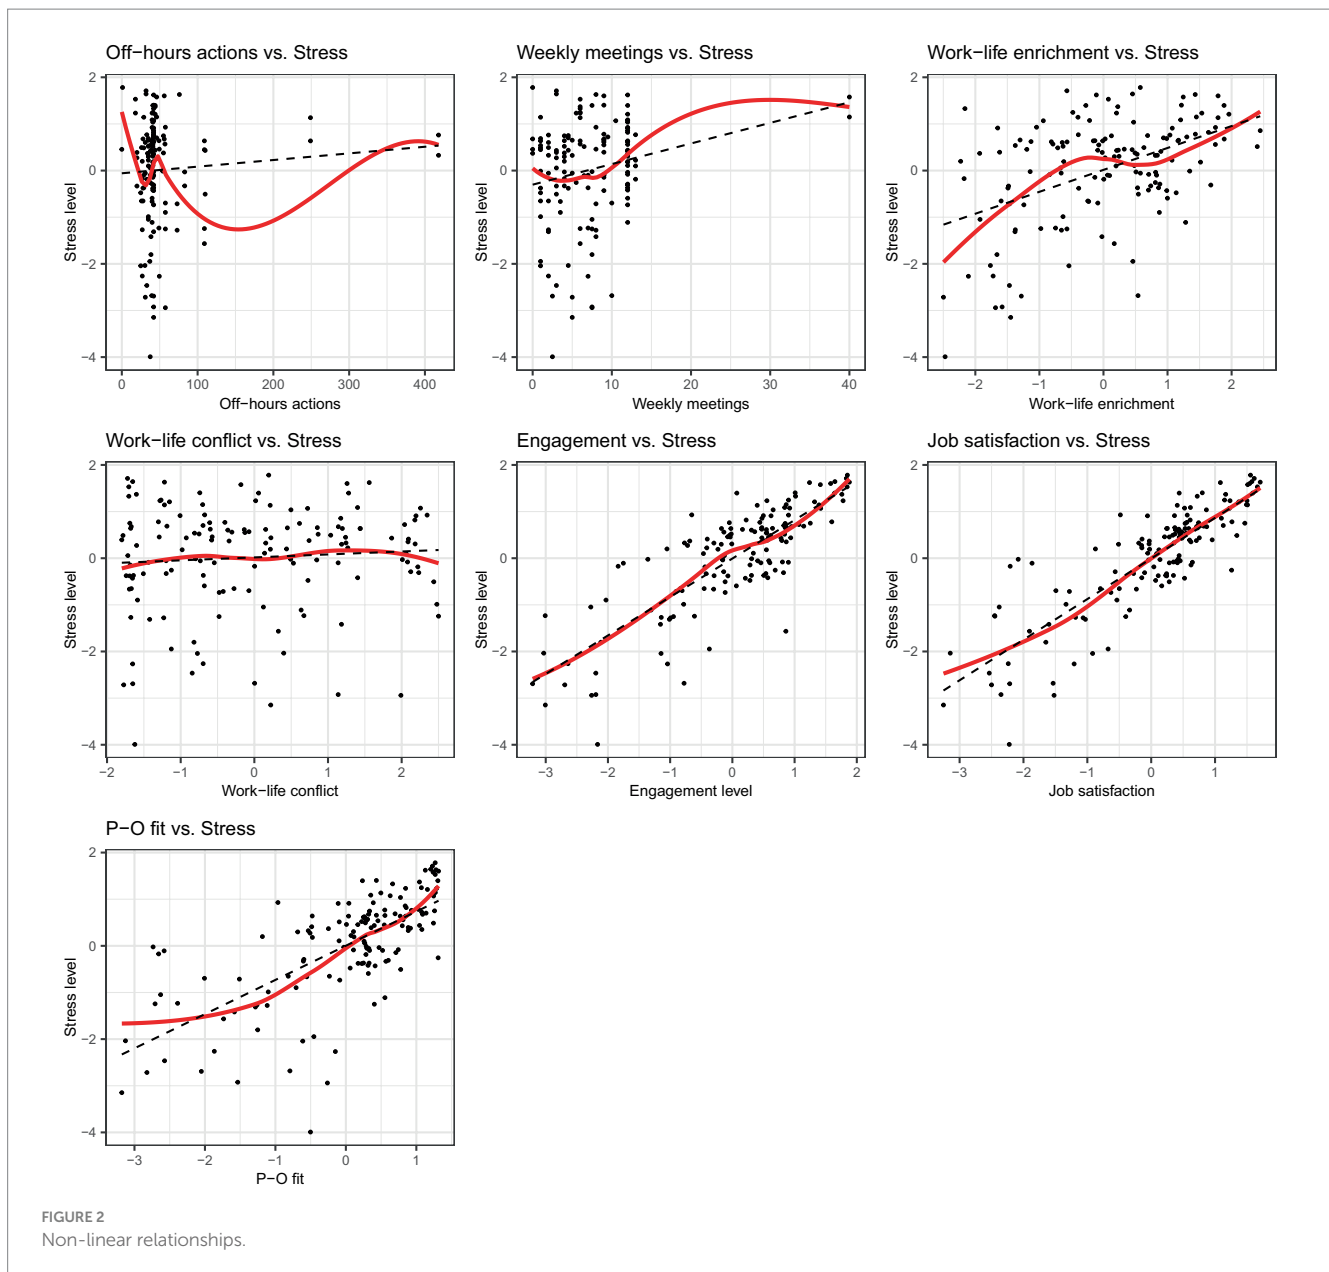 Off−hours actions vs. Stress
Stress level
2
0
−2
−4
0 100 200 300 400
Off−hours actions
Weekly meetings vs. Stress
Stress level
2
0
−2
−4
0 10 20 30 40
Weekly meetings
Work−life enrichment vs. Stress
Stress level
2
0
−2
−4
−2 −1 0 1 2
Work−life enrichment
Work−life conflict vs. Stress
Stress level
2
0
−2
−4
−2 −1 0 1 2
Work−life conflict
Engagement vs. Stress
Stress level
2
0
−2
−4
−3 −2 −1 0 1 2
Engagement level
Job satisfaction vs. Stress
Stress level
2
0
−2
−4
−3 −2 −1 0 1
Job satisfaction
P−O fit vs. Stress
Stress level
2
0
−2
−4
−3 −2 −1 0 1
P−O fit
FIGURE 2
Non-linear relationships.